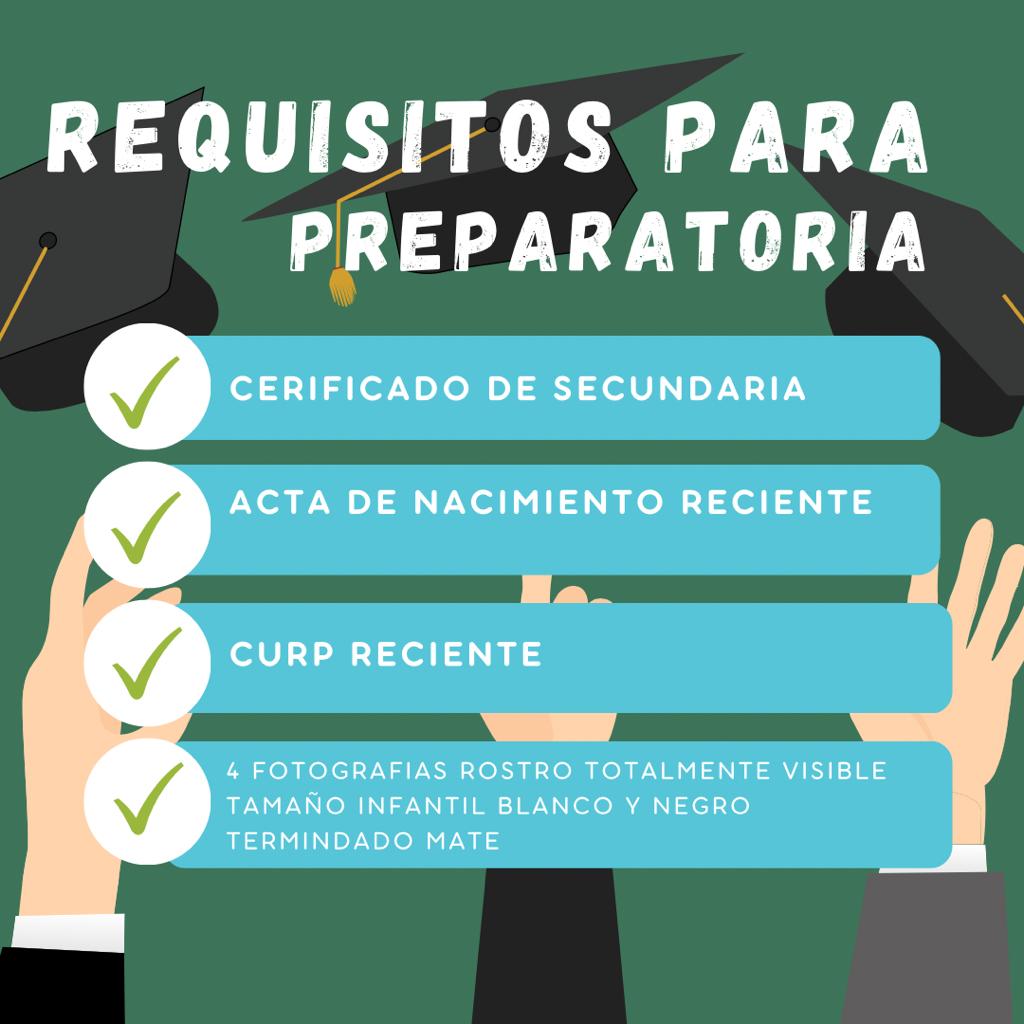 REQUISITOS PARA
PREPARATORIA
CERIFICADO DE SECUNDARIA
ACTA DE NACIMIENTO RECIENTE
CURP RECIENTE
4 FOTOGRAFIAS ROSTRO TOTALMENTE VISIBLE
TAMAÑO INFANTIL BLANCO Y NEGRO
TERMINDADO MATE